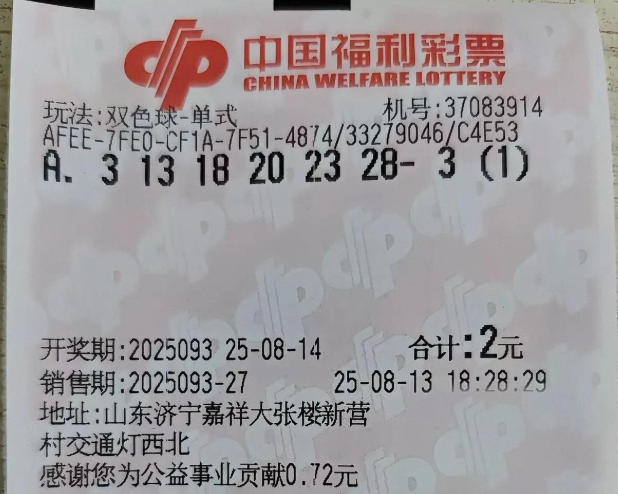 中国福利彩票
CHINA WELFARE LOTTERY
玩法:双色球-单式 机号:37083914
AFEE-7FE0-CF1A-7F51-4874/33279046/C4E53
A. 3 13 18 20 23 28- 3 (1)
开奖期:2025093 25-08-14 合计:2元
销售期:2025093-27 25-08-13 18:28:29
地址:山东济宁嘉祥大张楼新营
村交通灯西北
感谢您为公益事业贡献0.72元